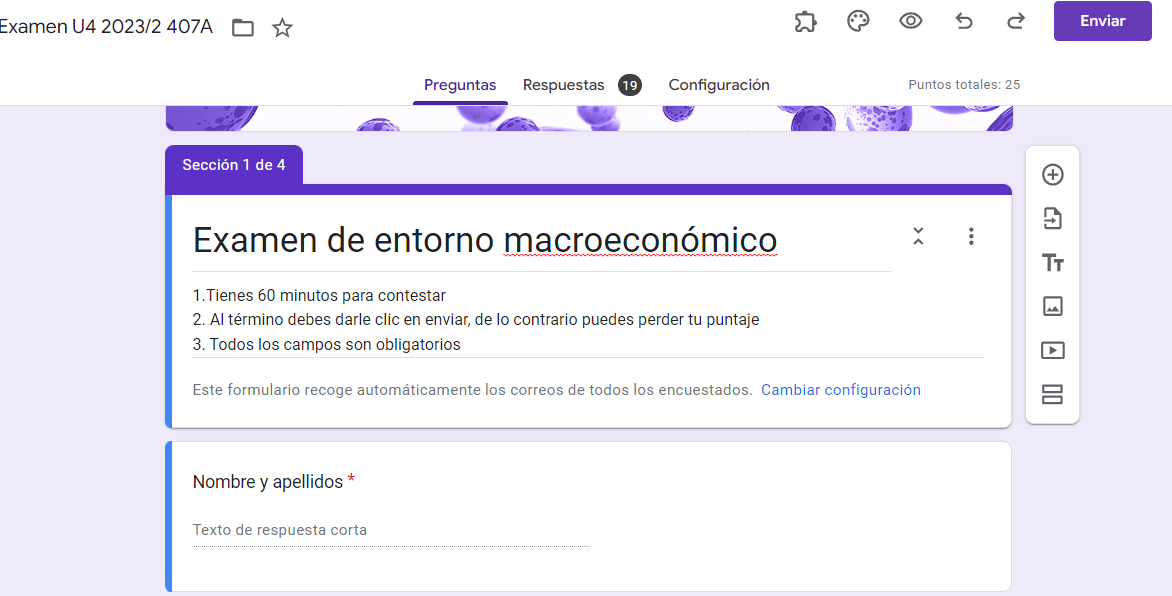 Examen U4 2023/2 407A
Enviar
Preguntas
Respuestas 19
Configuración
Puntos totales: 25
Sección 1 de 4
Examen de entorno macroeconómico
1.Tienes 60 minutos para contestar
2. Al término debes darle clic en enviar, de lo contrario puedes perder tu puntaje
3. Todos los campos son obligatorios
Este formulario recoge automáticamente los correos de todos los encuestados. Cambiar configuración
Nombre y apellidos *
Texto de respuesta corta